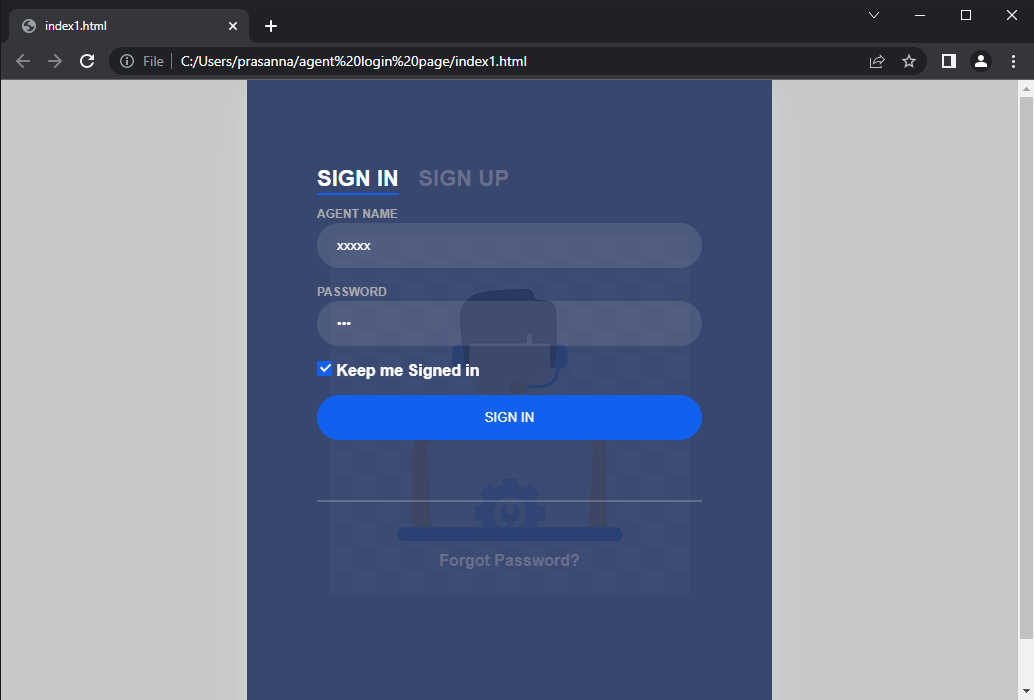 index1.html
File C:/Users/prasanna/agent%20login%20page/index1.html
SIGN IN SIGN UP
AGENT NAME
xxxxx
PASSWORD
•••
Keep me Signed in
SIGN IN
Forgot Password?